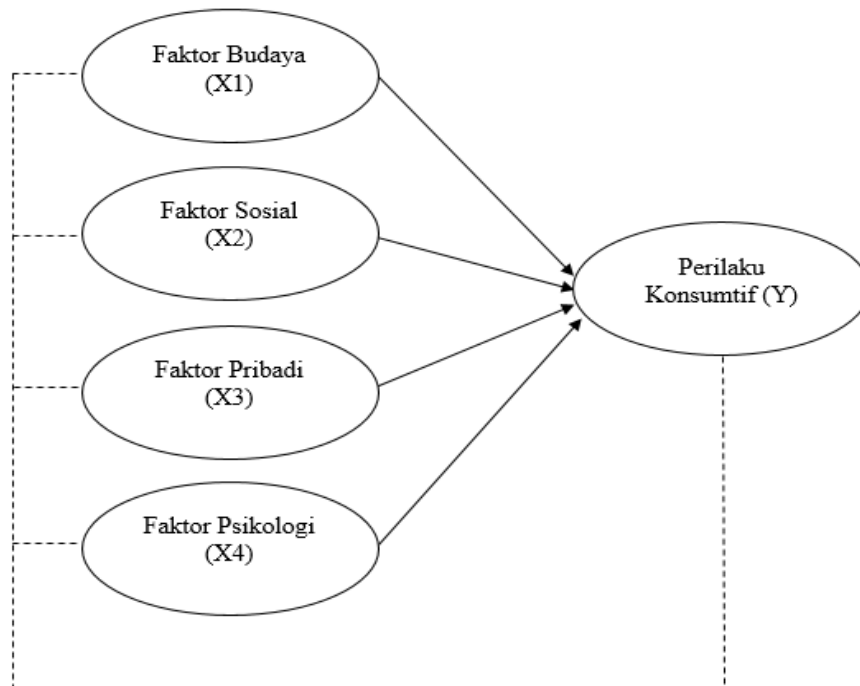 Faktor Budaya
(X1)
Faktor Sosial
(X2)
Perilaku
Konsumtif (Y)
Faktor Pribadi
(X3)
Faktor Psikologi
(X4)